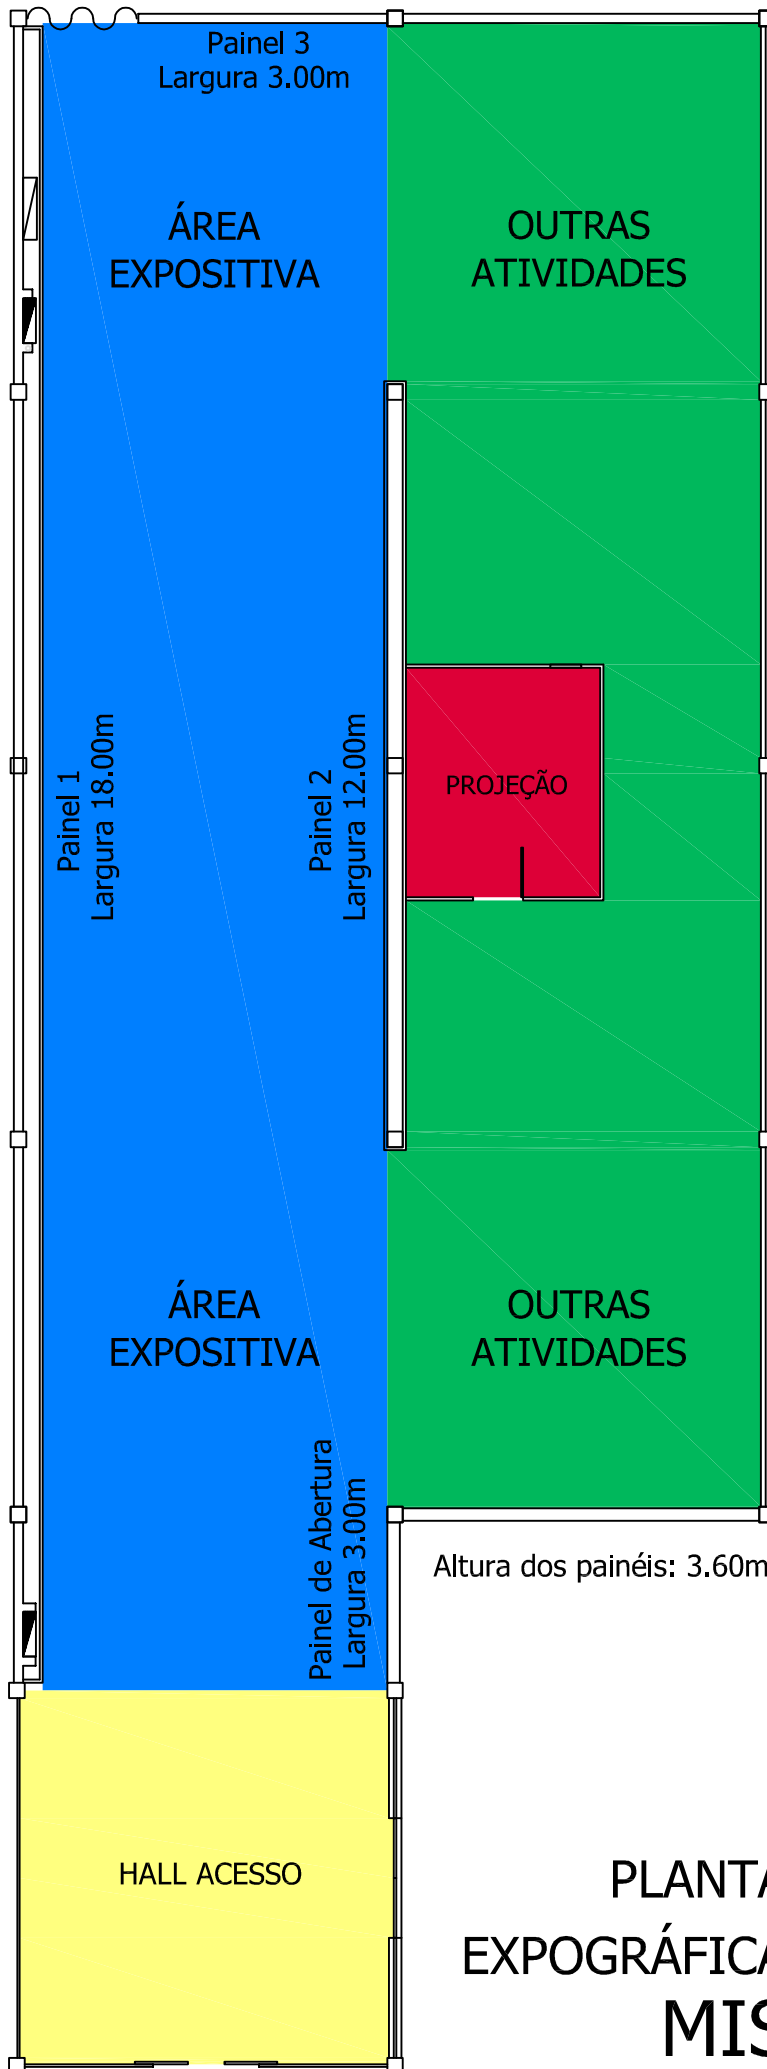 Painel 3
Largura 3.00m
ÁREA
EXPOSITIVA
OUTRAS
ATIVIDADES
Painel 1
Largura 18.00m
Painel 2
Largura 12.00m
PROJEÇÃO
ÁREA
EXPOSITIVA
OUTRAS
ATIVIDADES
Painel de Abertura
Largura 3.00m
Altura dos painéis: 3.60m
HALL ACESSO
PLANTA
EXPOGRÁFICA
MIS